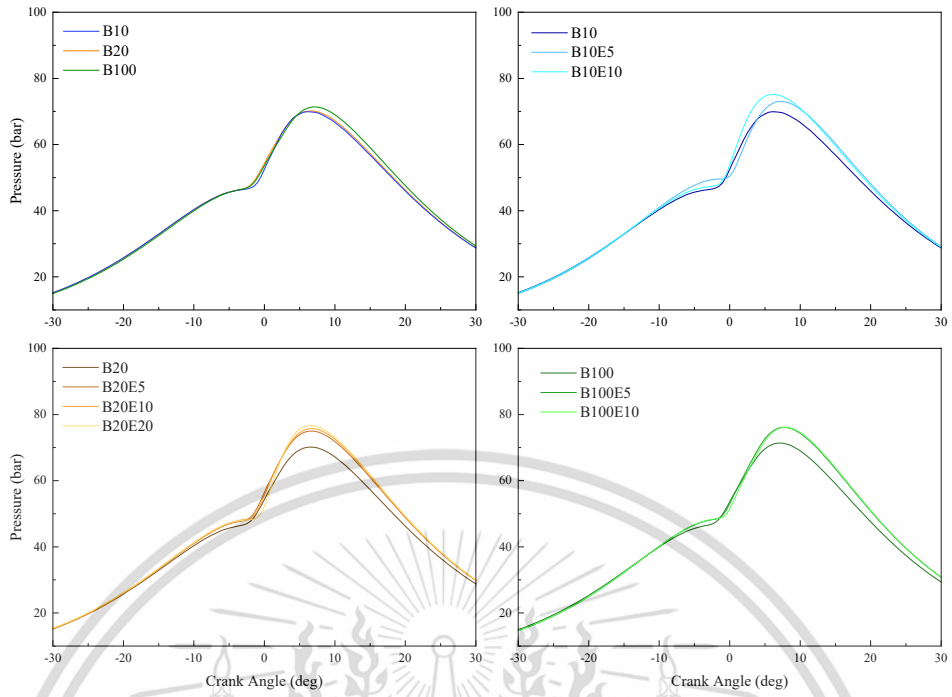 100
80
60
40
20
Pressure (bar)
B10
B20
B100
-30 -20 -10 0 10 20 30
100
80
60
40
20
B10
B10E5
B10E10
-30 -20 -10 0 10 20 30
100
80
60
40
20
Pressure (bar)
B20
B20E5
B20E10
B20E20
-30 -20 -10 0 10 20 30
Crank Angle (deg)
100
80
60
40
20
B100
B100E5
B100E10
-30 -20 -10 0 10 20 30
Crank Angle (deg)